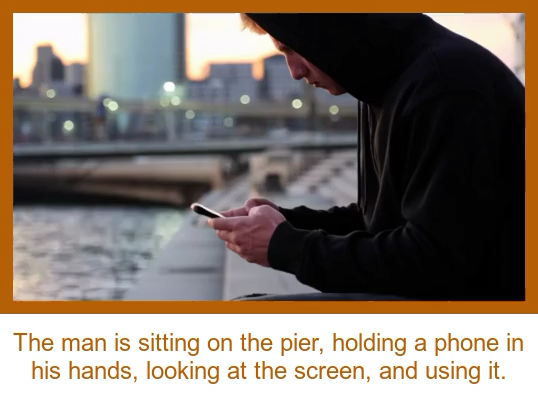 The man is sitting on the pier, holding a phone in
his hands, looking at the screen, and using it.